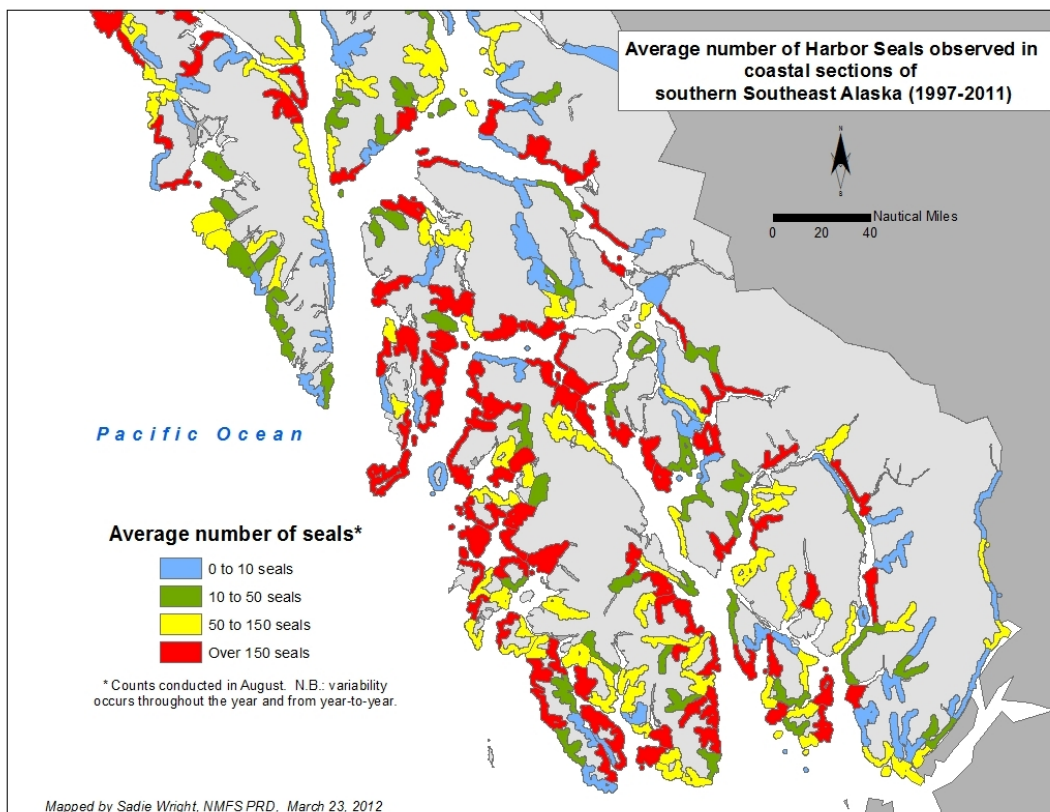 Average number of Harbor Seals observed in
coastal sections of
southern Southeast Alaska (1997-2011)
N
S
Nautical Miles
0 20 40
Pacific Ocean
Average number of seals*
0 to 10 seals
10 to 50 seals
50 to 150 seals
Over 150 seals
* Counts conducted in August. N.B.: variability
occurs throughout the year and from year-to-year.
Mapped by Sadie Wright, NMFS PRD, March 23, 2012